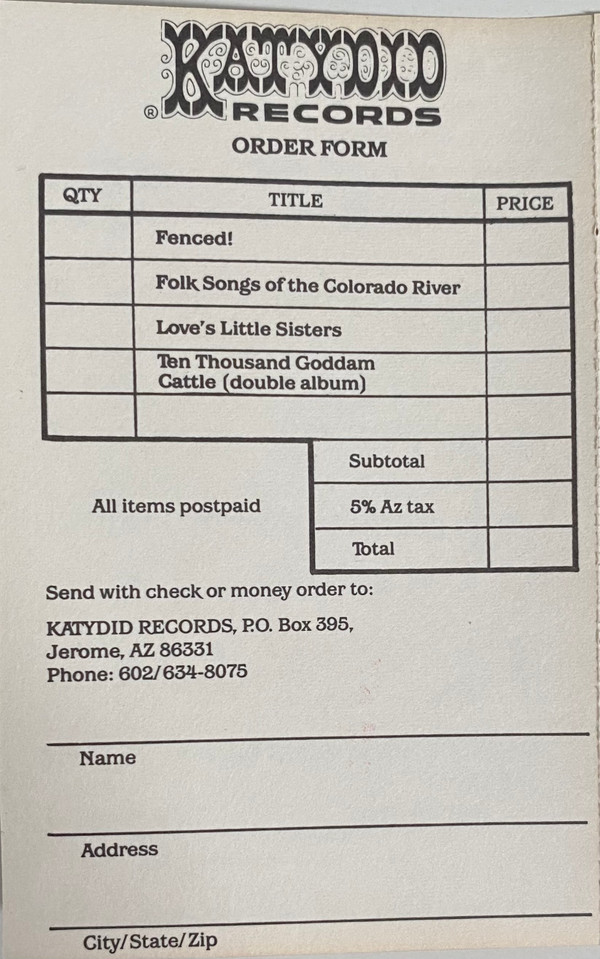 KATYDID
® RECORDS
ORDER FORM
QTY TITLE PRICE
Fenced!
Folk Songs of the Colorado River
Love's Little Sisters
Ten Thousand Goddam
Cattle (double album)
Subtotal
All items postpaid 5% Az tax
Total
Send with check or money order to:
KATYDID RECORDS, P.O. Box 395,
Jerome, AZ 86331
Phone: 602/634-8075
Name
Address
City/State/Zip